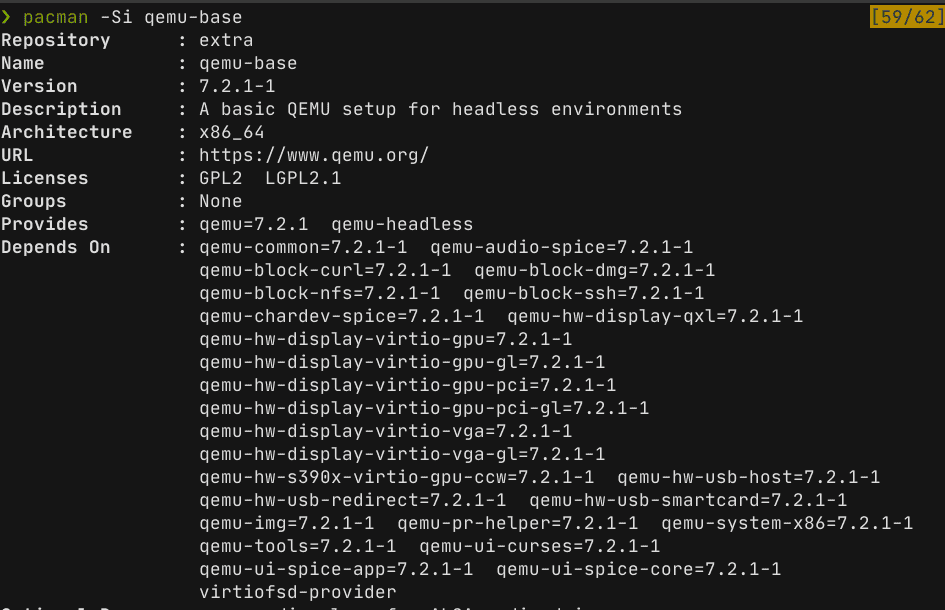 ❯ pacman -Si qemu-base [59/62]
Repository : extra
Name : qemu-base
Version : 7.2.1-1
Description : A basic QEMU setup for headless environments
Architecture : x86_64
URL : https://www.qemu.org/
Licenses : GPL2 LGPL2.1
Groups : None
Provides : qemu=7.2.1 qemu-headless
Depends On : qemu-common=7.2.1-1 qemu-audio-spice=7.2.1-1
qemu-block-curl=7.2.1-1 qemu-block-dmg=7.2.1-1
qemu-block-nfs=7.2.1-1 qemu-block-ssh=7.2.1-1
qemu-chardev-spice=7.2.1-1 qemu-hw-display-qxl=7.2.1-1
qemu-hw-display-virtio-gpu=7.2.1-1
qemu-hw-display-virtio-gpu-gl=7.2.1-1
qemu-hw-display-virtio-gpu-pci=7.2.1-1
qemu-hw-display-virtio-gpu-pci-gl=7.2.1-1
qemu-hw-display-virtio-vga=7.2.1-1
qemu-hw-display-virtio-vga-gl=7.2.1-1
qemu-hw-s390x-virtio-gpu-ccw=7.2.1-1 qemu-hw-usb-host=7.2.1-1
qemu-hw-usb-redirect=7.2.1-1 qemu-hw-usb-smartcard=7.2.1-1
qemu-img=7.2.1-1 qemu-pr-helper=7.2.1-1 qemu-system-x86=7.2.1-1
qemu-tools=7.2.1-1 qemu-ui-curses=7.2.1-1
qemu-ui-spice-app=7.2.1-1 qemu-ui-spice-core=7.2.1-1
virtiofsd-provider